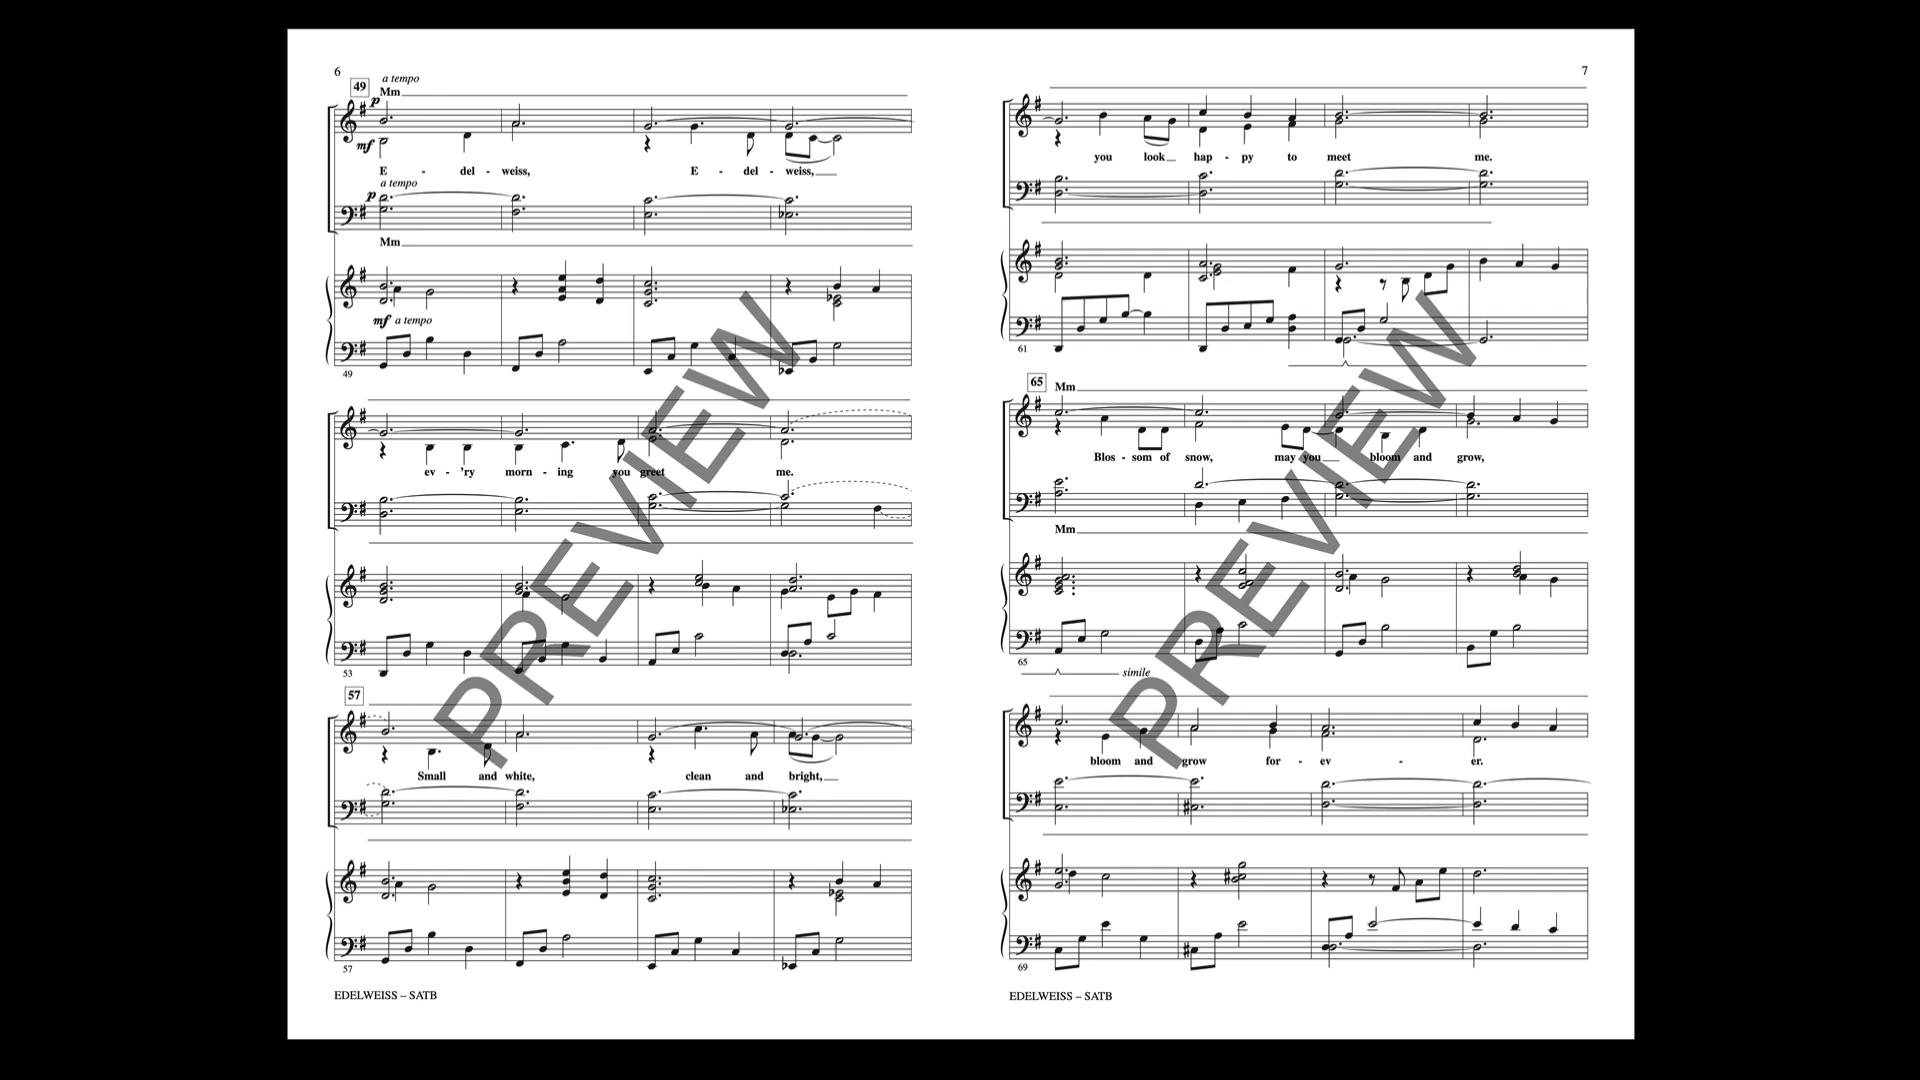 6
49
a tempo
Mm
p
mf
E - del - weiss, E - del - weiss,
a tempo
p
Mm
mf a tempo
49
ev - 'ry morn - ing you greet me.
53
57
Small and white, clean and bright,
57
EDELWEISS – SATB
PREVIEW
7
you look hap - py to meet me.
61
65
Mm
Blos - som of snow, may you bloom and grow,
Mm
65
simile
bloom and grow for - ev - er.
69
EDELWEISS – SATB
PREVIEW